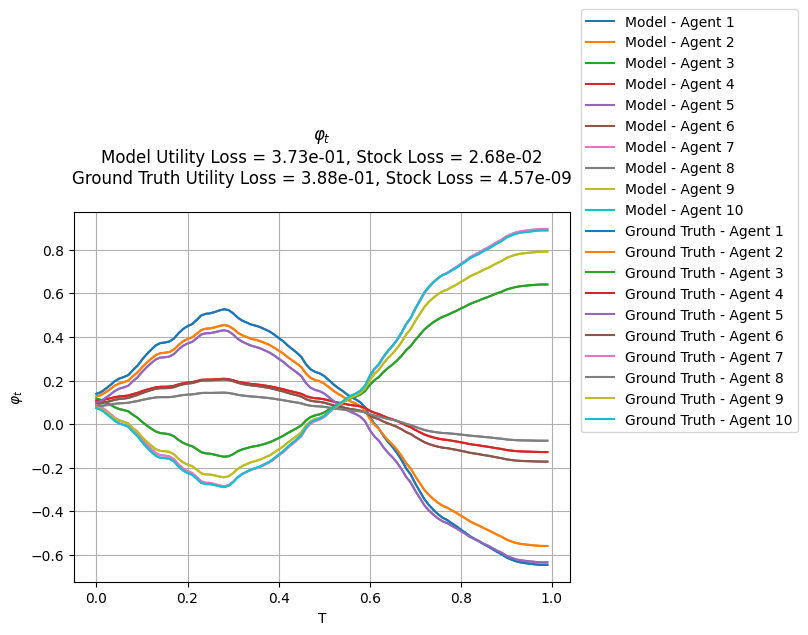 φt
Model Utility Loss = 3.73e-01, Stock Loss = 2.68e-02
Ground Truth Utility Loss = 3.88e-01, Stock Loss = 4.57e-09
Model - Agent 1
Model - Agent 2
Model - Agent 3
Model - Agent 4
Model - Agent 5
Model - Agent 6
Model - Agent 7
Model - Agent 8
Model - Agent 9
Model - Agent 10
Ground Truth - Agent 1
Ground Truth - Agent 2
Ground Truth - Agent 3
Ground Truth - Agent 4
Ground Truth - Agent 5
Ground Truth - Agent 6
Ground Truth - Agent 7
Ground Truth - Agent 8
Ground Truth - Agent 9
Ground Truth - Agent 10
φt
0.8
0.6
0.4
0.2
0.0
−0.2
−0.4
−0.6
0.0 0.2 0.4 0.6 0.8 1.0
T